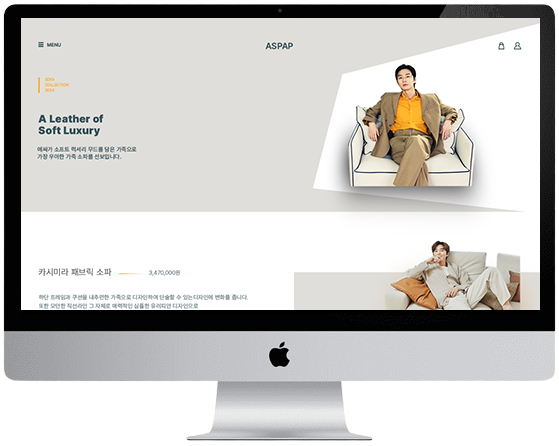 MENU
ASPAP
SOFA
COLLECTION
A Leather of
Soft Luxury
에싸가 소프트 럭셔리 무드를 담은 가죽으로
가장 우아한 가죽 소파를 선보입니다.
카시미라 패브릭 소파
3,470,000원
하단 프레임과 쿠션을 내추련한 가죽으로 디자인하여 단술할 수 있는디자인에 변화를 줍니다.
또한 모던한 직선라인 그 자체로 매력적인 심플한 유러피안 디자인으로